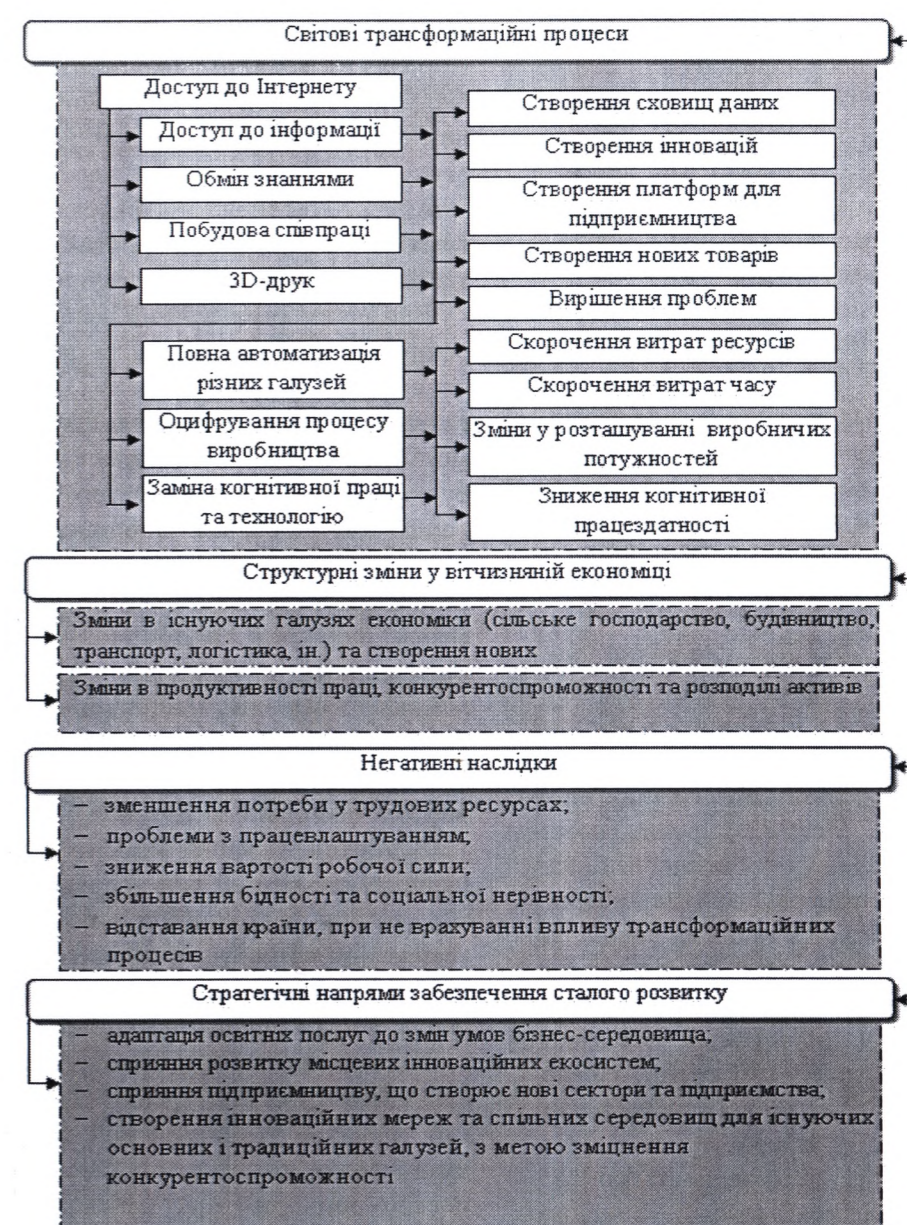 Світові трансформаційні процеси
Доступ до Інтернету
Доступ до інформації
Обмін знаннями
Побудова співпраці
3D-друк
Створення сховищ даних
Створення інновацій
Створення платформ для
підприємництва
Створення нових товарів
Вирішення проблем
Повна автоматизація
різних галузей
Оцифрування процесу
виробництва
Заміна когнітивної праці
та технологію
Скорочення витрат ресурсів
Скорочення витрат часу
Зміни у розташуванні виробничих
потужностей
Зниження когнітивної
працездатності
Структурні зміни у вітчизняній економіці
Зміни в існуючих галузях економіки (сільське господарство, будівництво,
транспорт, логістика, ін.) та створення нових
Зміни в продуктивності праці, конкурентоспроможності та розподілі активів
Негативні наслідки
– зменшення потреби у трудових ресурсах;
– проблеми з працевлаштуванням;
– зниження вартості робочої сили;
– збільшення бідності та соціальної нерівності;
– відставання країни, при не врахуванні впливу трансформаційних
процесів
Стратегічні напрями забезпечення сталого розвитку
– адаптація освітніх послуг до змін умов бізнес-середовища;
– сприяння розвитку місцевих інноваційних екосистем;
– сприяння підприємництву, що створює нові сектори та підприємства;
– створення інноваційних мереж та спільних середовищ для існуючих
основних і традиційних галузей, з метою зміцнення
конкурентоспроможності